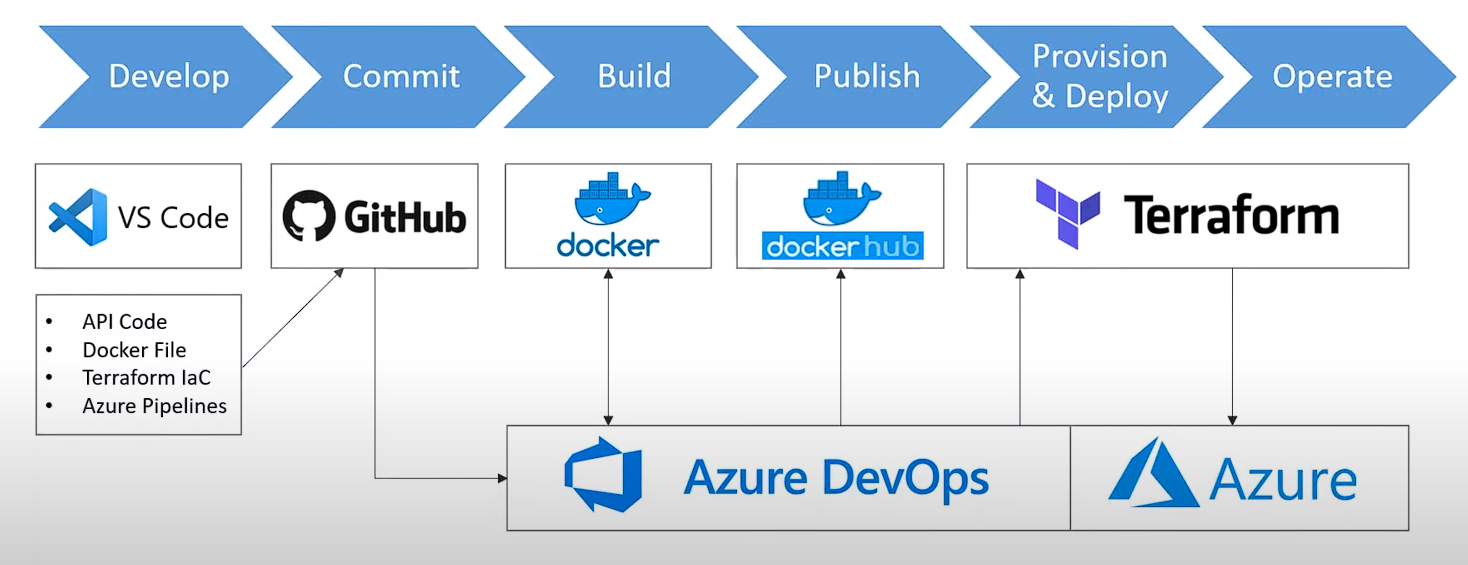 Develop
Commit
Build
Publish
Provision
& Deploy
Operate
VS Code
GitHub
docker
docker hub
Terraform
• API Code
• Docker File
• Terraform IaC
• Azure Pipelines
Azure DevOps
Azure